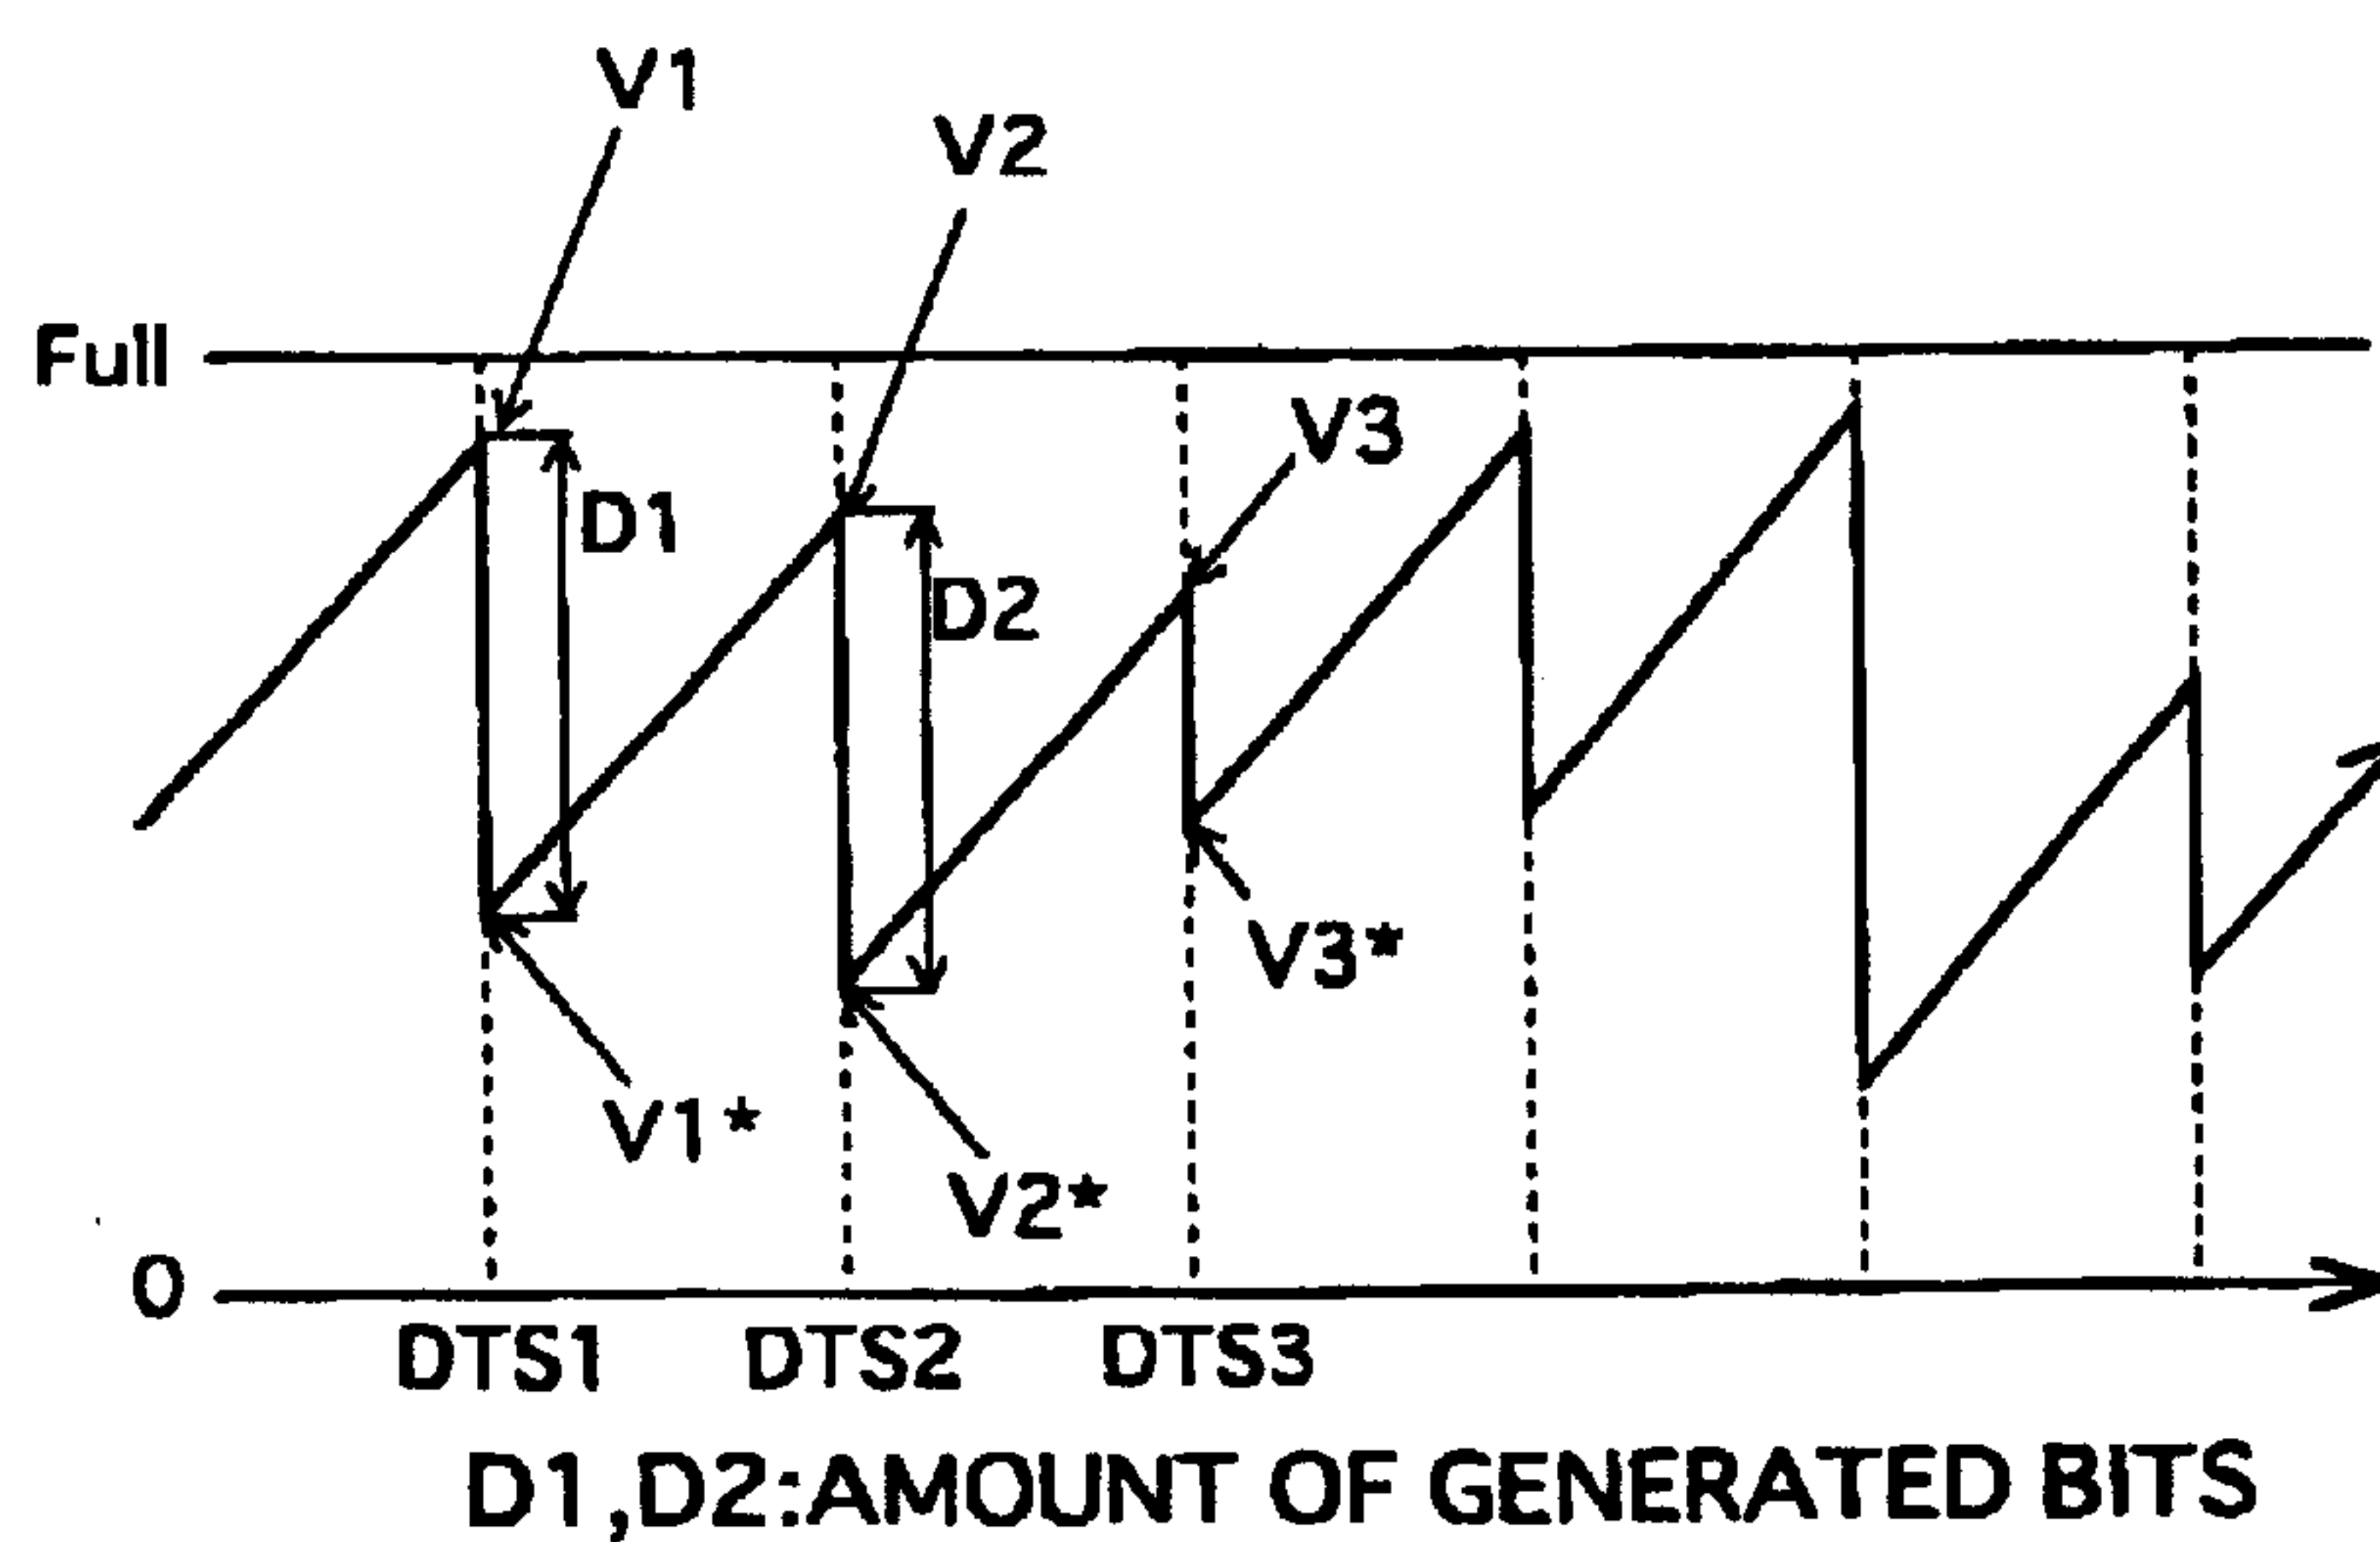 V1
V2
Full
V3
D1
D2
V3*
V1*
V2*
0
DTS1 DTS2 DTS3
D1,D2:AMOUNT OF GENERATED BITS